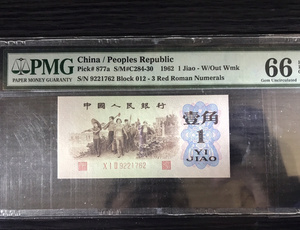 China / Peoples Republic
Pick# 877a S/M#C284-30 1962 1 Jiao - W/Out Wmk
S/N 9221762 Block 012 - 3 Red Roman Numerals
PMG
PAPER MONEY GUARANTY
66
Gem Uncirculated
中国人民银行
壹角
1
YI
JIAO
X I II 9221762